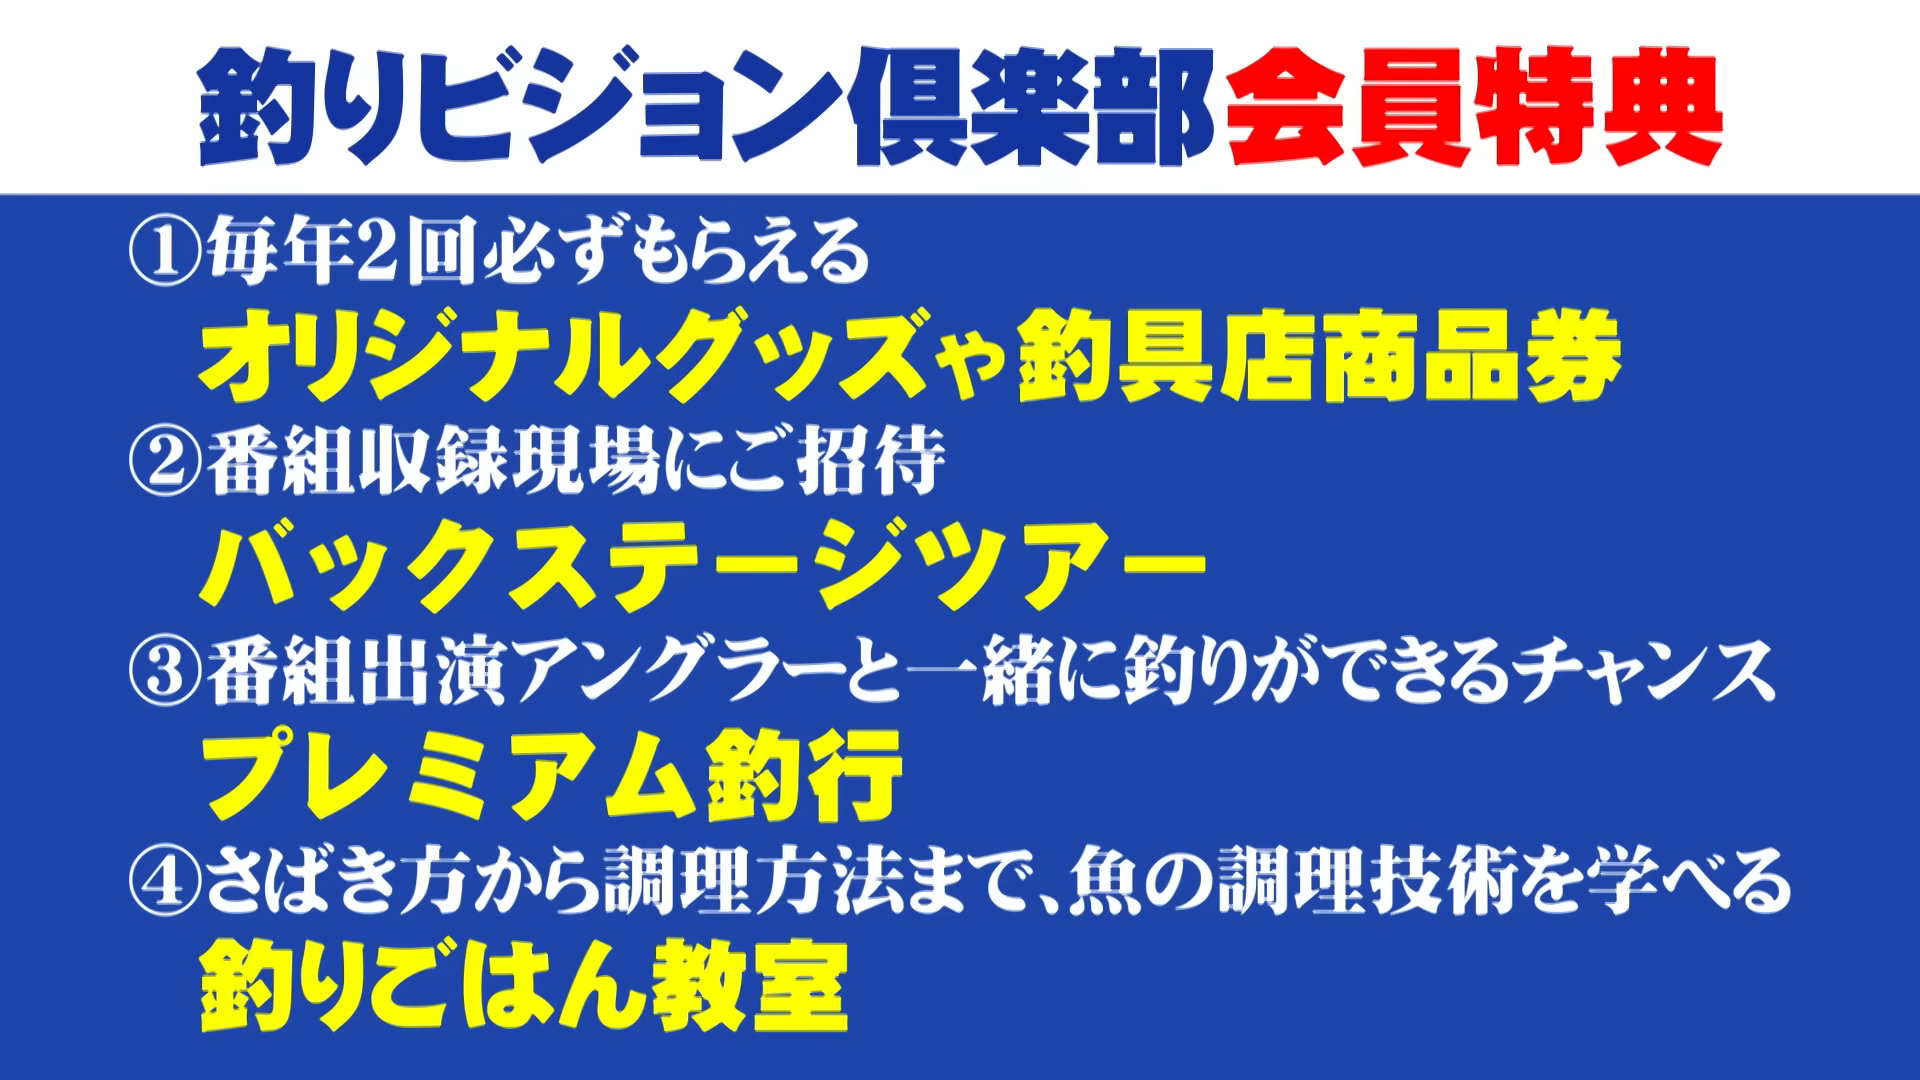 釣りビジョン倶楽部会員特典
①毎年2回必ずもらえる
オリジナルグッズや釣具店商品券
②番組収録現場にご招待
バックステージツアー
③番組出演アングラーと一緒に釣りができるチャンス
プレミアム釣行
④さばき方から調理方法まで、魚の調理技術を学べる
釣りごはん教室